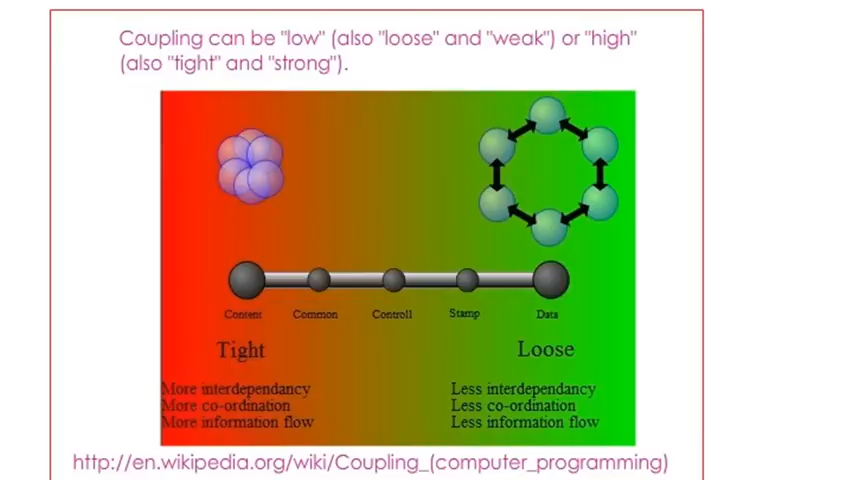 Coupling can be "low" (also "loose" and "weak") or "high"
(also "tight" and "strong").
Content Common Controll Stamp Data
Tight Loose
More interdependancy Less interdependancy
More co-ordination Less co-ordination
More information flow Less information flow
http://en.wikipedia.org/wiki/Coupling_(computer_programming)